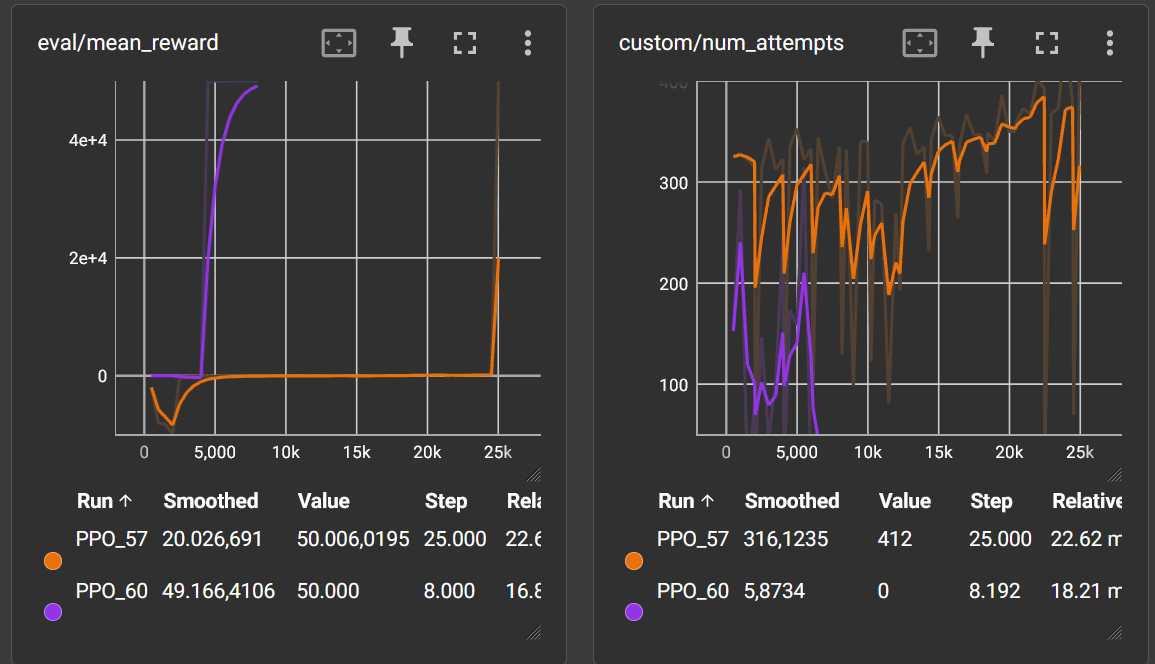 eval/mean_reward
4e+4
2e+4
0
0 5,000 10k 15k 20k 25k
Run ↑ Smoothed Value Step Rela
PPO_57 20.026,691 50.006,0195 25.000 22.6
PPO_60 49.166,4106 50.000 8.000 16.8
custom/num_attempts
400
300
200
100
0 5,000 10k 15k 20k 25k
Run ↑ Smoothed Value Step Relative
PPO_57 316,1235 412 25.000 22.62 m
PPO_60 5,8734 0 8.192 18.21 m